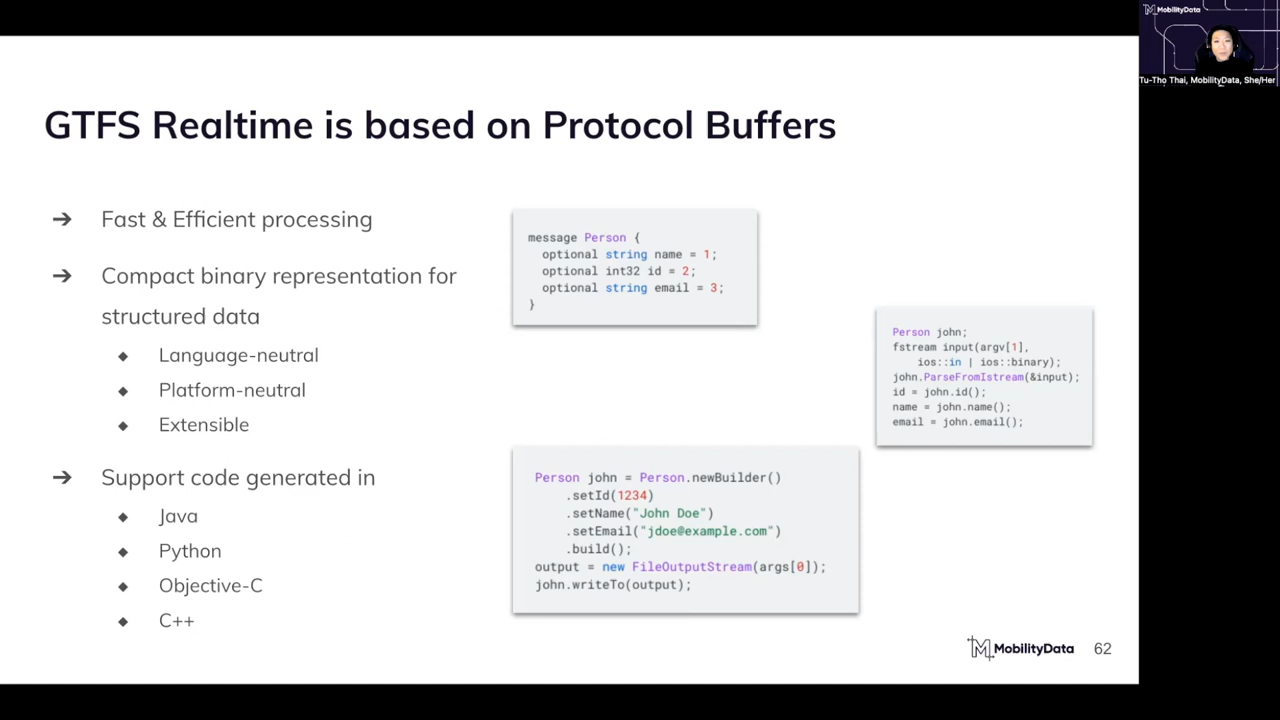 MobilityData
Tu-Tho Thai, MobilityData, She/Her
GTFS Realtime is based on Protocol Buffers
➔ Fast & Efficient processing
➔ Compact binary representation for
structured data
◆ Language-neutral
◆ Platform-neutral
◆ Extensible
➔ Support code generated in
◆ Java
◆ Python
◆ Objective-C
◆ C++
message Person {
  optional string name = 1;
  optional int32 id = 2;
  optional string email = 3;
}
Person john;
fstream input(argv[1],
    ios::in | ios::binary);
john.ParseFromIstream(&input);
id = john.id();
name = john.name();
email = john.email();
Person john = Person.newBuilder()
    .setId(1234)
    .setName("John Doe")
    .setEmail("jdoe@example.com")
    .build();
output = new FileOutputStream(args[0]);
john.writeTo(output);
MobilityData 62